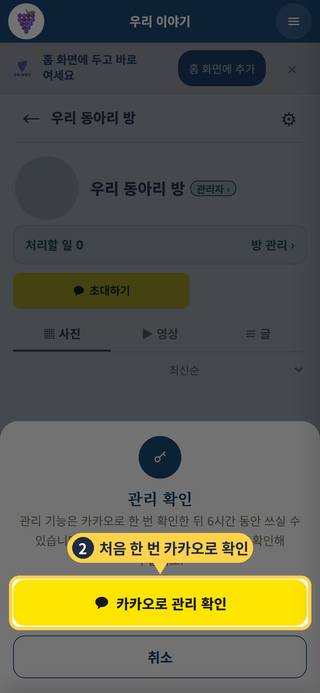 우리 이야기
홈 화면에 두고 바로
여세요
홈 화면에 추가
우리 동아리 방
우리 동아리 방
관리자 ›
처리할 일 0
방 관리 ›
초대하기
사진
영상
글
최신순
관리 확인
관리 기능은 카카오로 한 번 확인한 뒤 6시간 동안 쓰실 수
확인해
2 처음 한 번 카카오로 확인
카카오로 관리 확인
취소